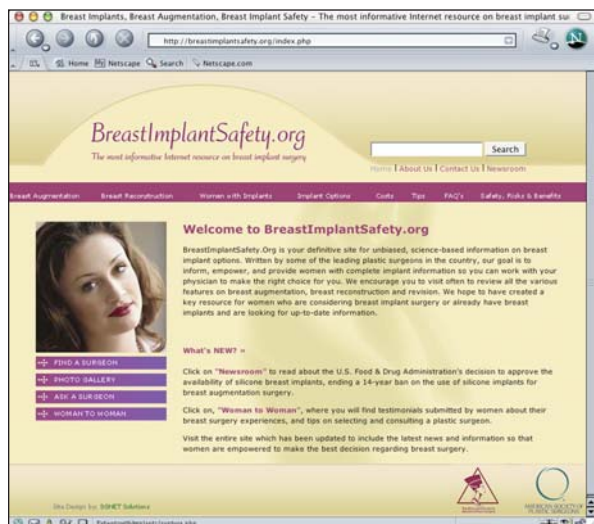 Breast Implants, Breast Augmentation, Breast Implant Safety – The most informative Internet resource on breast implant sur
http://breastimplantsafety.org/index.php
Home Netscape Search Netscape.com
BreastImplantSafety.org
The most informative Internet resource on breast implant surgery
Search
Home | About Us | Contact Us | Newsroom
Breast Augmentation Breast Reconstruction Women with Implants Implant Options Costs Tips FAQ's Safety, Risks & Benefits
Welcome to BreastImplantSafety.org
BreastImplantSafety.Org is your definitive site for unbiased, science-based information on breast
implant options. Written by some of the leading plastic surgeons in the country, our goal is to
inform, empower, and provide women with complete implant information so you can work with your
physician to make the right choice for you. We encourage you to visit often to review all the various
features on breast augmentation, breast reconstruction and revision. We hope to have created a
key resource for women who are considering breast implant surgery or already have breast
implants and are looking for up-to-date information.
What's NEW? »
Click on "Newsroom" to read about the U.S. Food & Drug Administration's decision to approve the
availability of silicone breast implants, ending a 14-year ban on the use of silicone implants for
breast augmentation surgery.
Click on, "Woman to Woman", where you will find testimonials submitted by women about their
breast surgery experiences, and tips on selecting and consulting a plastic surgeon.
Visit the entire site which has been updated to include the latest news and information so that
women are empowered to make the best decision regarding breast surgery.
FIND A SURGEON
PHOTO GALLERY
ASK A SURGEON
WOMAN TO WOMAN
Site Design by: Solutions
AMERICAN SOCIETY OF
PLASTIC SURGEONS